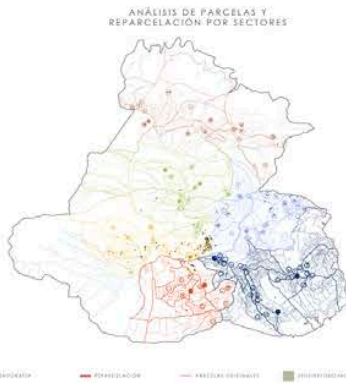 ANÁLISIS DE PARCELAS Y
REPARCELACIÓN POR SECTORES
REPARCELACIÓN
PARCELAS ORIGINALES